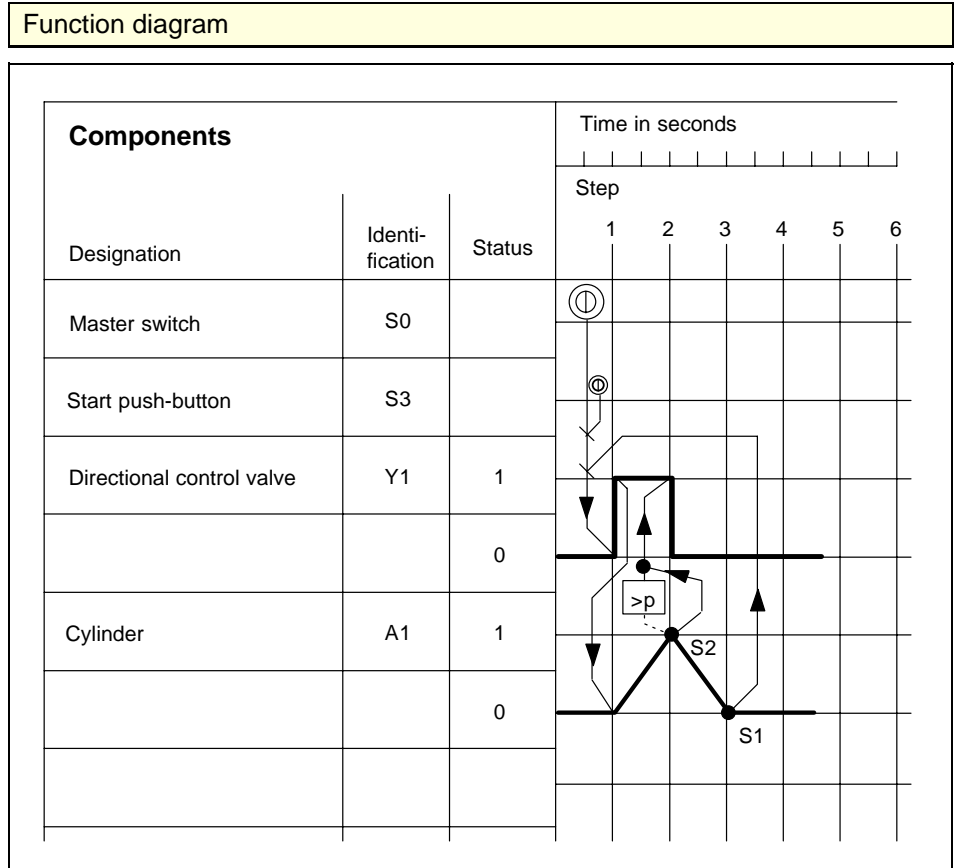 Function diagram
Components
Time in seconds
Step
1 2 3 4 5 6
Designation
Identi-
fication
Status
Master switch S0
Start push-button S3
Directional control valve Y1 1
0
>p
Cylinder A1 1
S2
0
S1